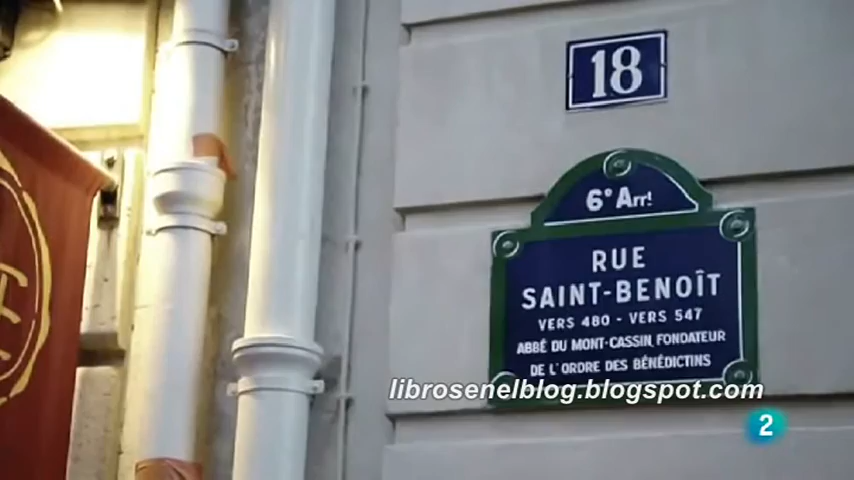 18
6e Arrt
RUE
SAINT-BENOÎT
VERS 480 - VERS 547
ABBÉ DU MONT-CASSIN, FONDATEUR
DE L'ORDRE DES BÉNÉDICTINS
librosenelblog.blogspot.com
2